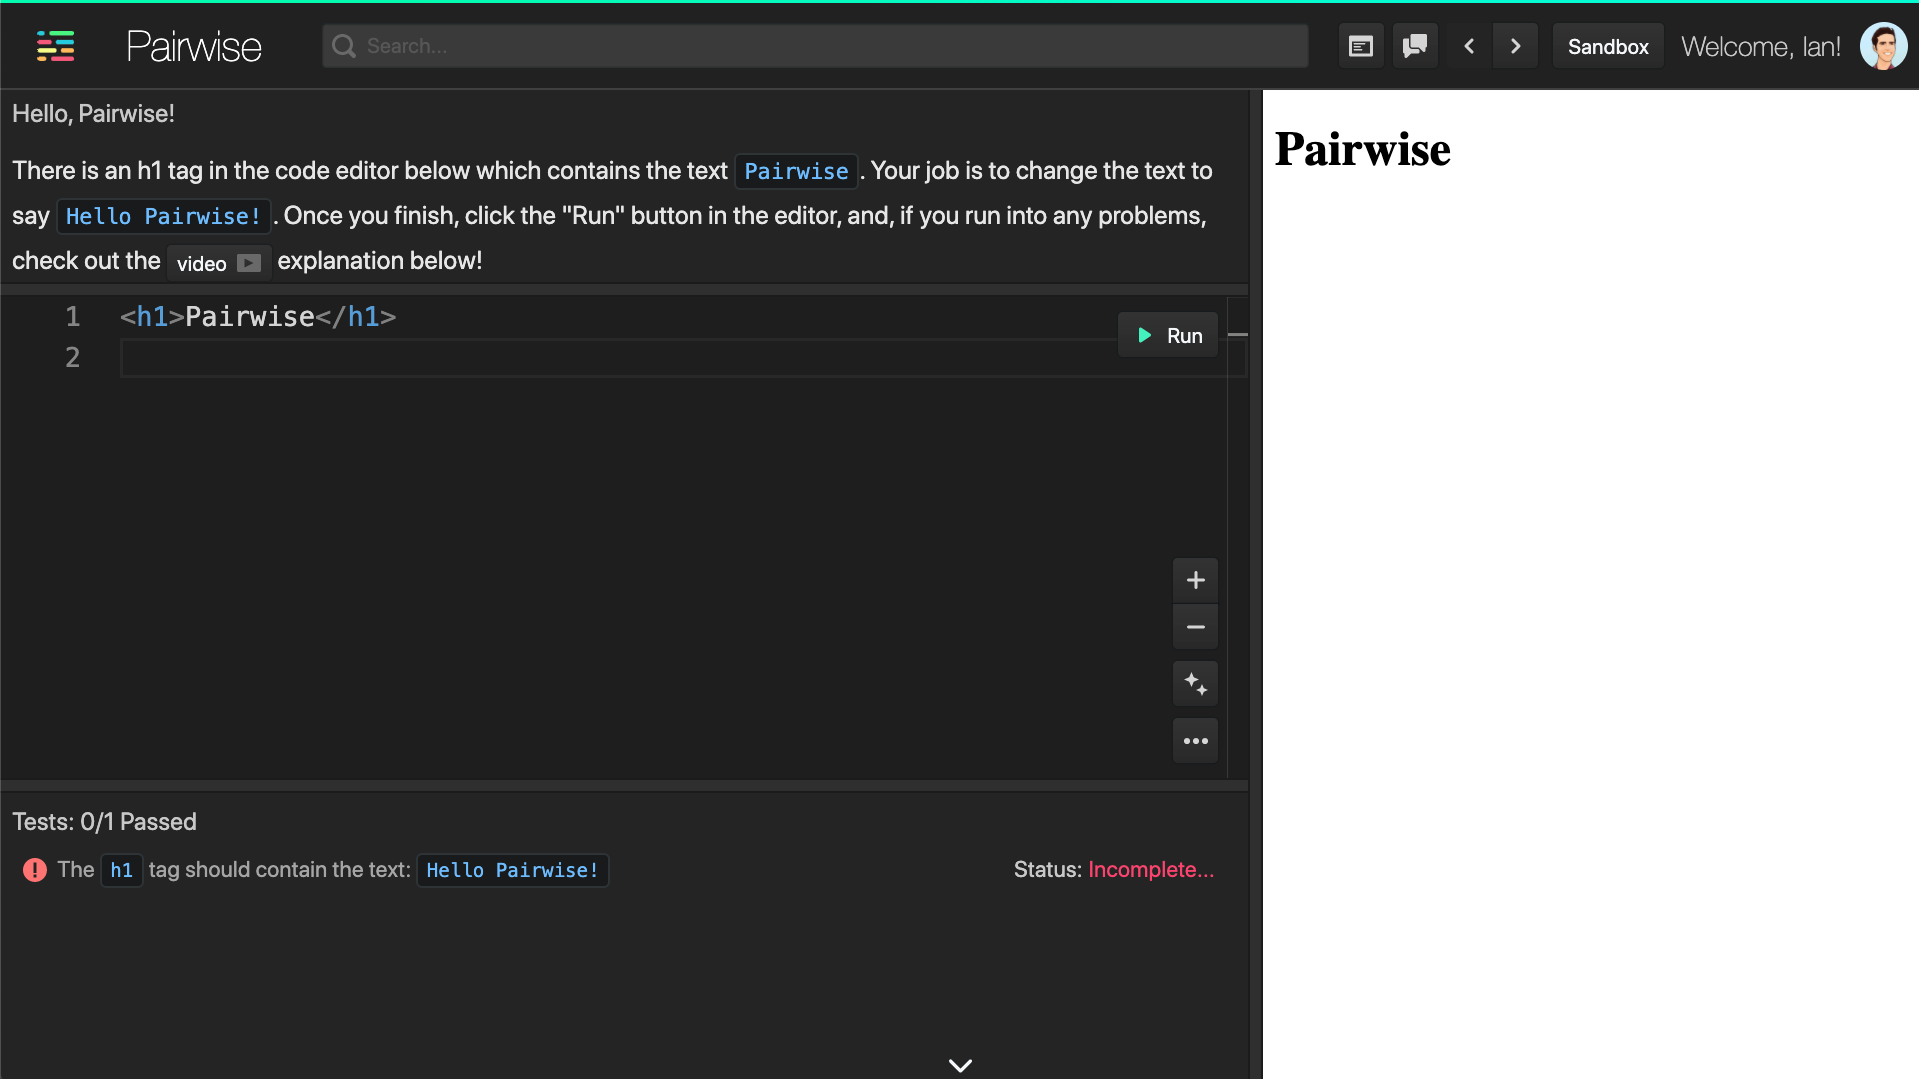 Pairwise
Search...
Sandbox
Welcome, Ian!
Hello, Pairwise!
There is an h1 tag in the code editor below which contains the text Pairwise. Your job is to change the text to
say Hello Pairwise!. Once you finish, click the "Run" button in the editor, and, if you run into any problems,
check out the video explanation below!
1 <h1>Pairwise</h1>
2
Run
Tests: 0/1 Passed
The h1 tag should contain the text: Hello Pairwise!
Status: Incomplete...
Pairwise